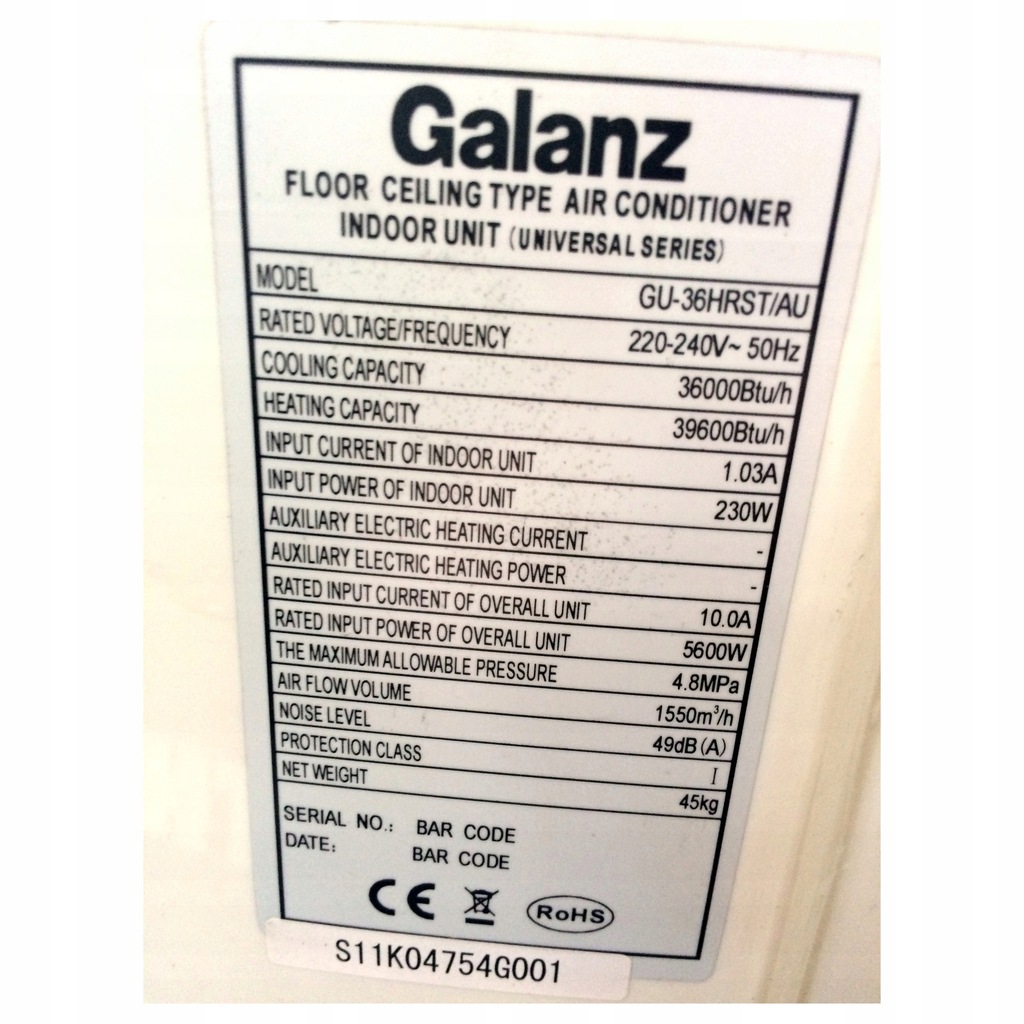 Galanz
FLOOR CEILING TYPE AIR CONDITIONER
INDOOR UNIT (UNIVERSAL SERIES)
MODEL GU-36HRST/AU
RATED VOLTAGE/FREQUENCY 220-240V~ 50Hz
COOLING CAPACITY 36000Btu/h
HEATING CAPACITY 39600Btu/h
INPUT CURRENT OF INDOOR UNIT 1.03A
INPUT POWER OF INDOOR UNIT 230W
AUXILIARY ELECTRIC HEATING CURRENT -
AUXILIARY ELECTRIC HEATING POWER -
RATED INPUT CURRENT OF OVERALL UNIT 10.0A
RATED INPUT POWER OF OVERALL UNIT 5600W
THE MAXIMUM ALLOWABLE PRESSURE 4.8MPa
AIR FLOW VOLUME 1550m³/h
NOISE LEVEL 49dB (A)
PROTECTION CLASS I
NET WEIGHT 45kg
SERIAL NO.: BAR CODE
DATE: BAR CODE
CE RoHS
S11K04754G001